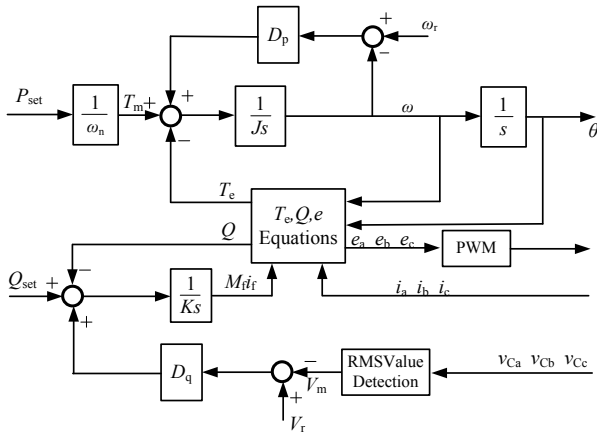 D_p
+
ω_r
−
P_set
1/ω_n
T_m
+
+
−
1/Js
ω
1/s
θ
T_e
T_e,Q,e
Equations
Q
e_a e_b e_c
PWM
−
Q_set
+
+
1/Ks
M_f i_f
i_a i_b i_c
D_q
−
V_m
+
V_r
RMSValue
Detection
v_Ca v_Cb v_Cc